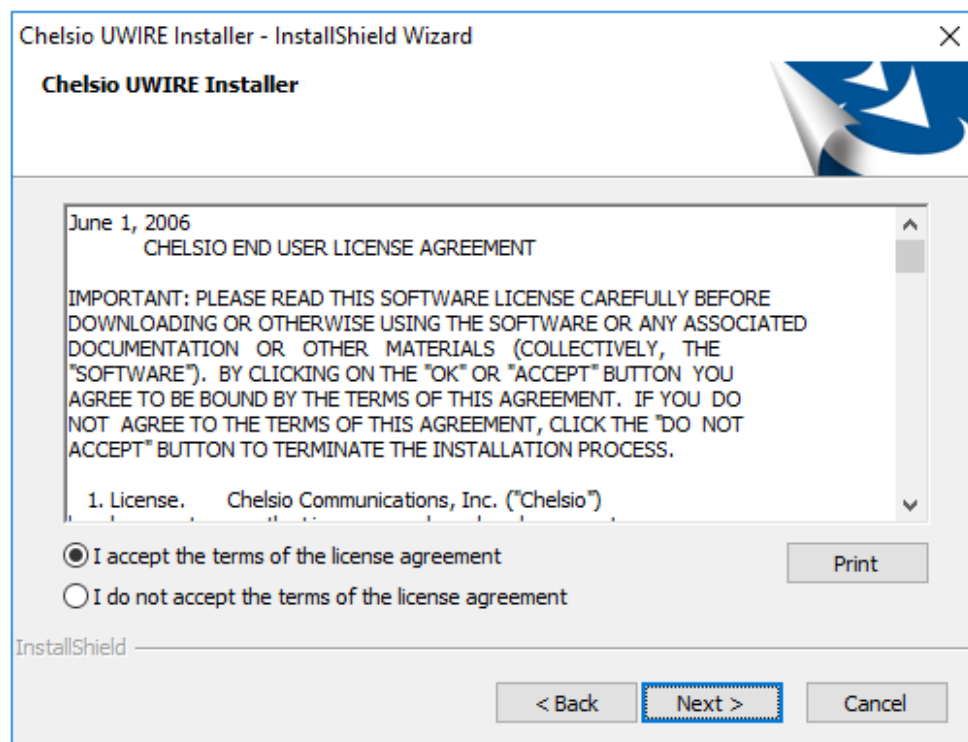 Chelsio UWIRE Installer - InstallShield Wizard
Chelsio UWIRE Installer
June 1, 2006
CHELSIO END USER LICENSE AGREEMENT
IMPORTANT: PLEASE READ THIS SOFTWARE LICENSE CAREFULLY BEFORE
DOWNLOADING OR OTHERWISE USING THE SOFTWARE OR ANY ASSOCIATED
DOCUMENTATION OR OTHER MATERIALS (COLLECTIVELY, THE
"SOFTWARE"). BY CLICKING ON THE "OK" OR "ACCEPT" BUTTON YOU
AGREE TO BE BOUND BY THE TERMS OF THIS AGREEMENT. IF YOU DO
NOT AGREE TO THE TERMS OF THIS AGREEMENT, CLICK THE "DO NOT
ACCEPT" BUTTON TO TERMINATE THE INSTALLATION PROCESS.
1. License. Chelsio Communications, Inc. ("Chelsio")
I accept the terms of the license agreement
Print
I do not accept the terms of the license agreement
InstallShield
< Back Next > Cancel